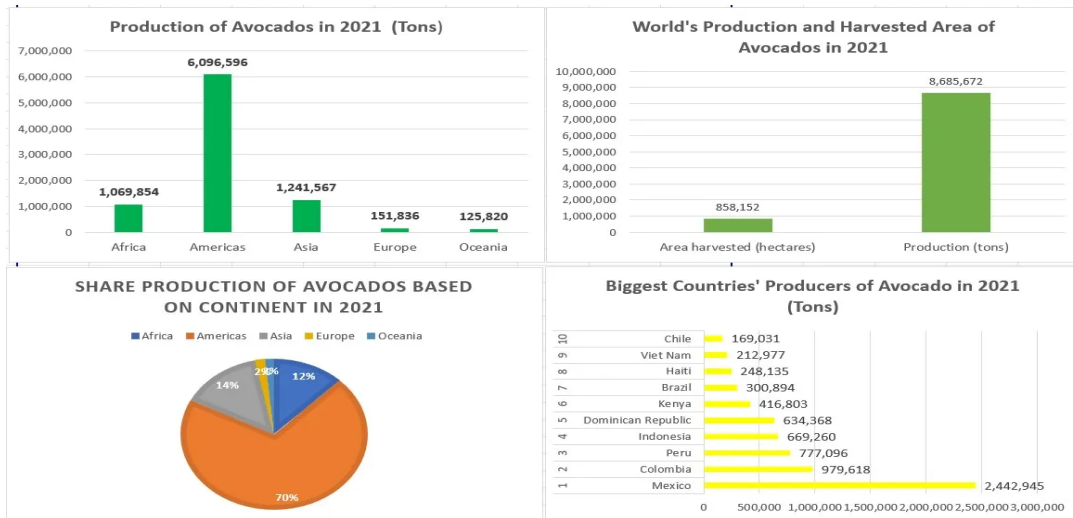 Production of Avocados in 2021 (Tons)
7,000,000
6,000,000
5,000,000
4,000,000
3,000,000
2,000,000
1,000,000
0
1,069,854
6,096,596
1,241,567
151,836
125,820
Africa
Americas
Asia
Europe
Oceania
World's Production and Harvested Area of
Avocados in 2021
10,000,000
9,000,000
8,000,000
7,000,000
6,000,000
5,000,000
4,000,000
3,000,000
2,000,000
1,000,000
0
858,152
8,685,672
Area harvested (hectares)
Production (tons)
SHARE PRODUCTION OF AVOCADOS BASED
ON CONTINENT IN 2021
Africa Americas Asia Europe Oceania
12%
70%
14%
2%
Biggest Countries' Producers of Avocado in 2021
(Tons)
10 Chile 169,031
9 Viet Nam 212,977
8 Haiti 248,135
7 Brazil 300,894
6 Kenya 416,803
5 Dominican Republic 634,368
4 Indonesia 669,260
3 Peru 777,096
2 Colombia 979,618
1 Mexico 2,442,945
0 500,000 1,000,000 1,500,000 2,000,000 2,500,000 3,000,000